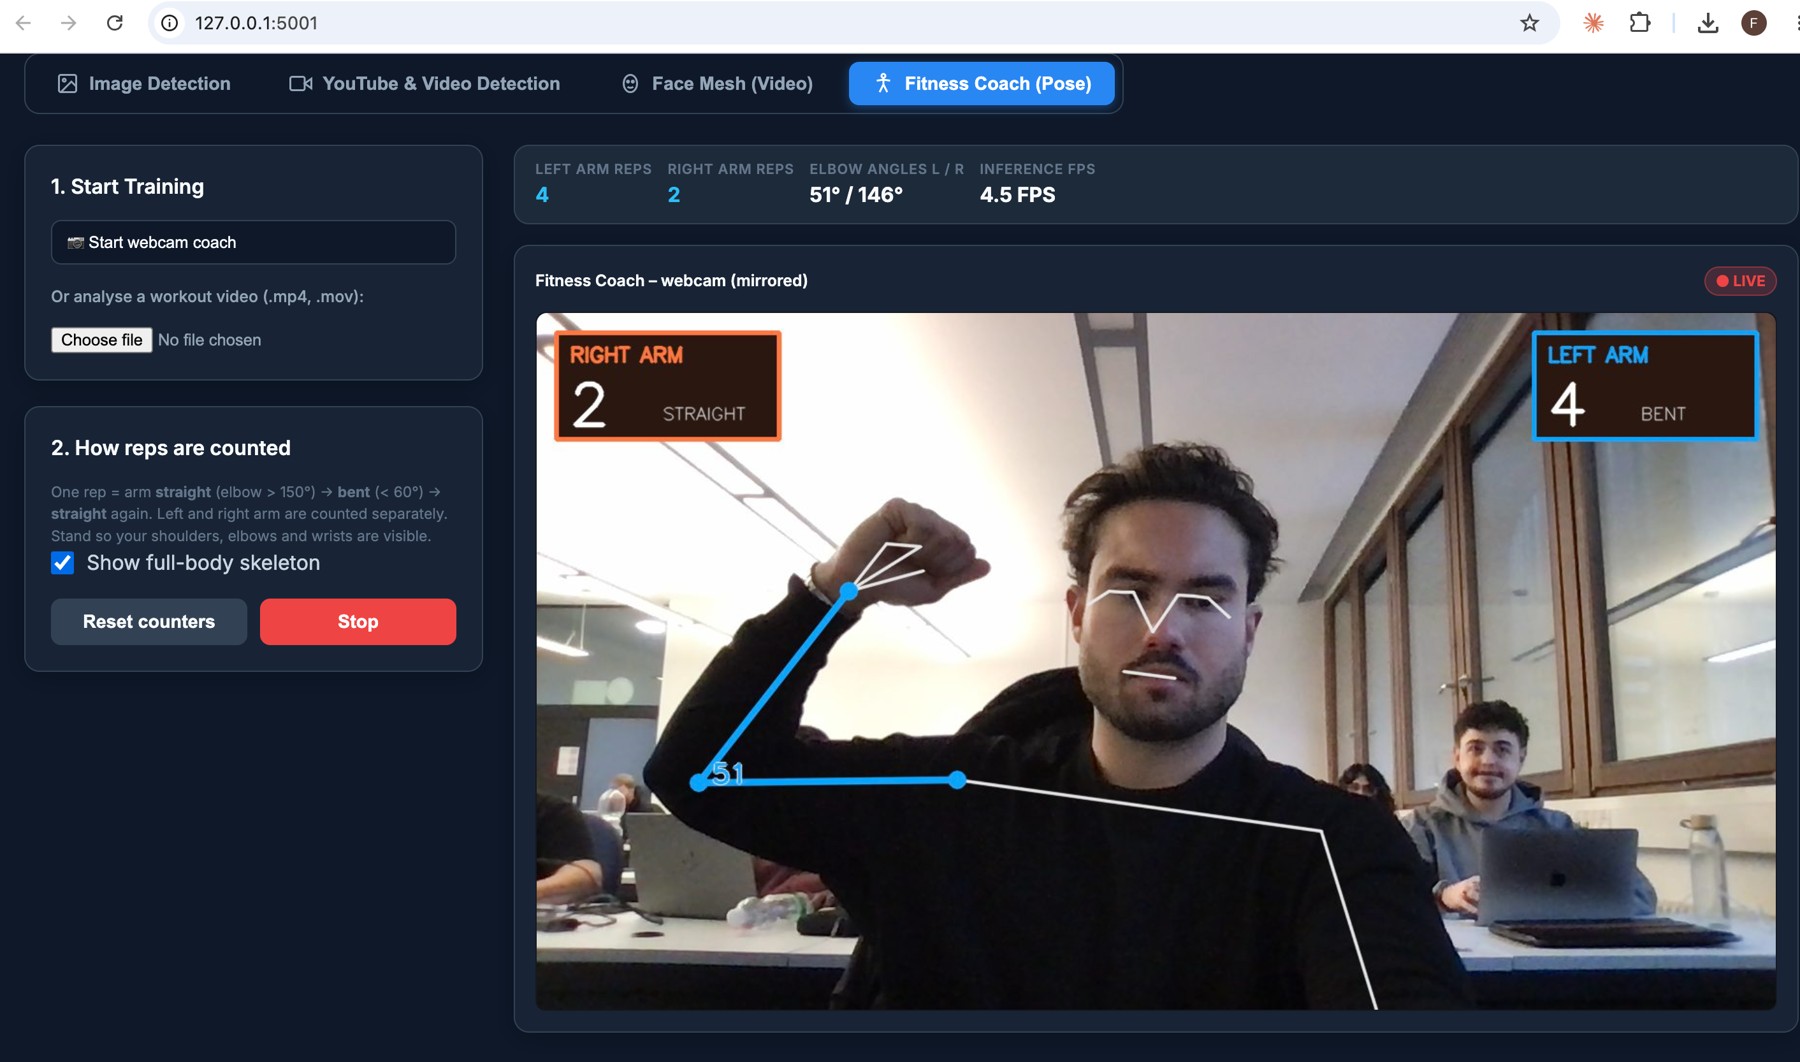 127.0.0.1:5001
F
Image Detection
YouTube & Video Detection
Face Mesh (Video)
Fitness Coach (Pose)
1. Start Training
📷 Start webcam coach
Or analyse a workout video (.mp4, .mov):
Choose file No file chosen
2. How reps are counted
One rep = arm straight (elbow > 150°) → bent (< 60°) →
straight again. Left and right arm are counted separately.
Stand so your shoulders, elbows and wrists are visible.
Show full-body skeleton
Reset counters
Stop
LEFT ARM REPS
4
RIGHT ARM REPS
2
ELBOW ANGLES L / R
51° / 146°
INFERENCE FPS
4.5 FPS
Fitness Coach – webcam (mirrored)
LIVE
RIGHT ARM
2 STRAIGHT
LEFT ARM
4 BENT
51